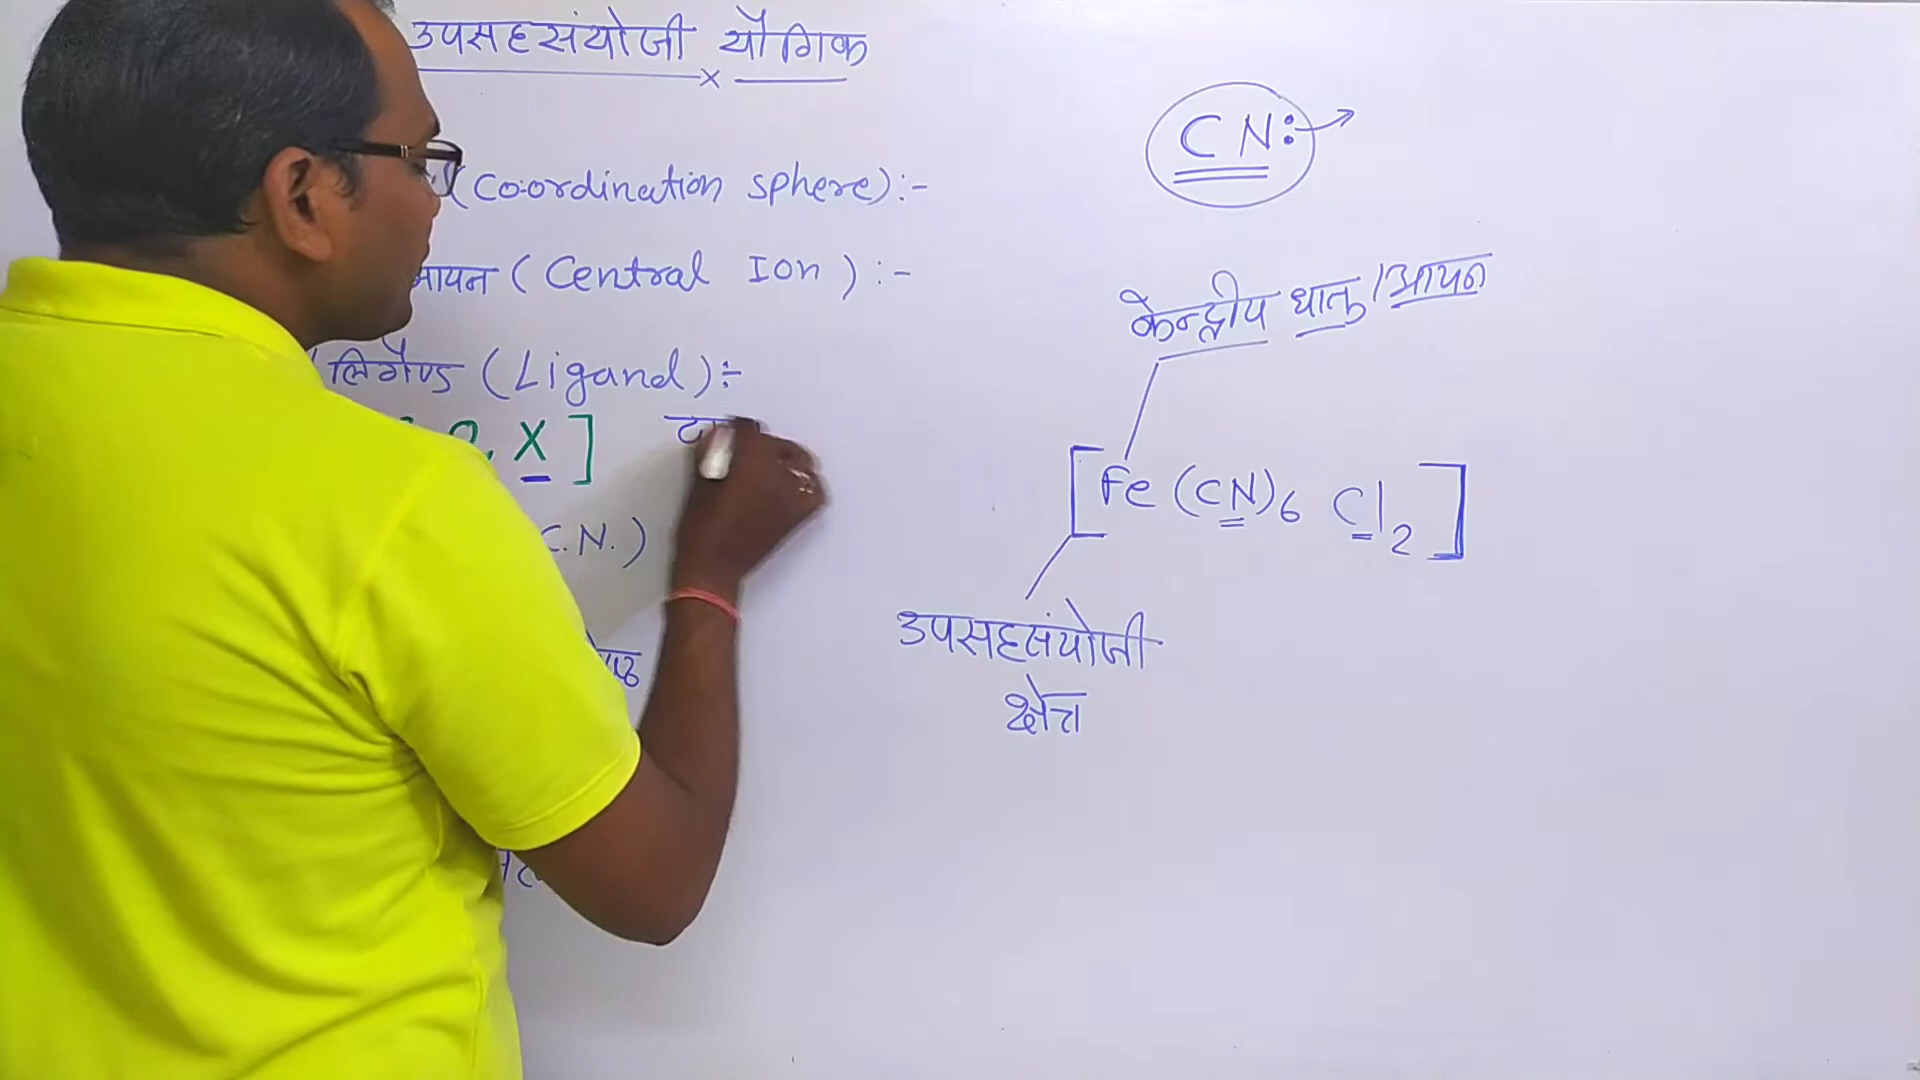 उपसहसंयोजी यौगिक
(Co-ordination sphere):-
आयन (Central Ion ) :-
लिगैण्ड (Ligand):-
X ]
C.N.)
CN:
केन्द्रीय धातु/आयन
[Fe (CN)6 Cl2]
उपसहसंयोजी
क्षेत्र